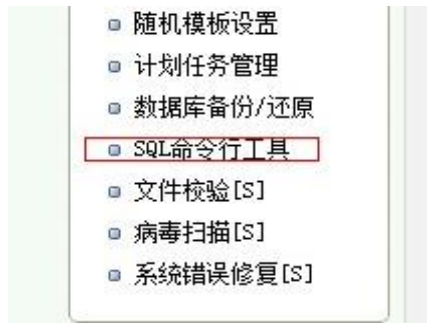 随机模板设置
计划任务管理
数据库备份/还原
SQL命令行工具
文件校验[S]
病毒扫描[S]
系统错误修复[S]